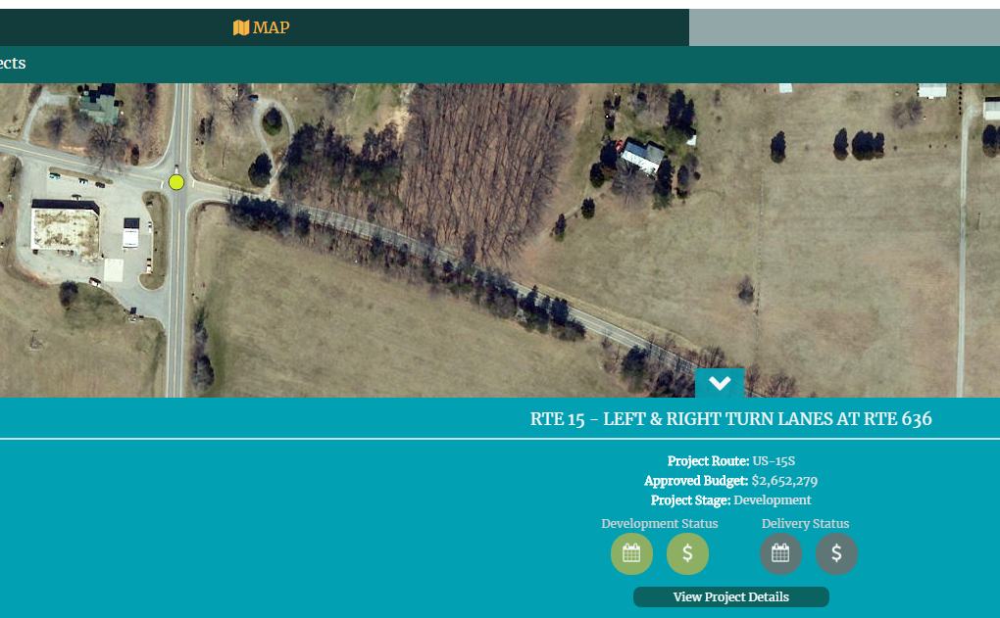 MAP
ects
RTE 15 - LEFT & RIGHT TURN LANES AT RTE 636
Project Route: US-15S
Approved Budget: $2,652,279
Project Stage: Development
Development Status Delivery Status
$ $
View Project Details